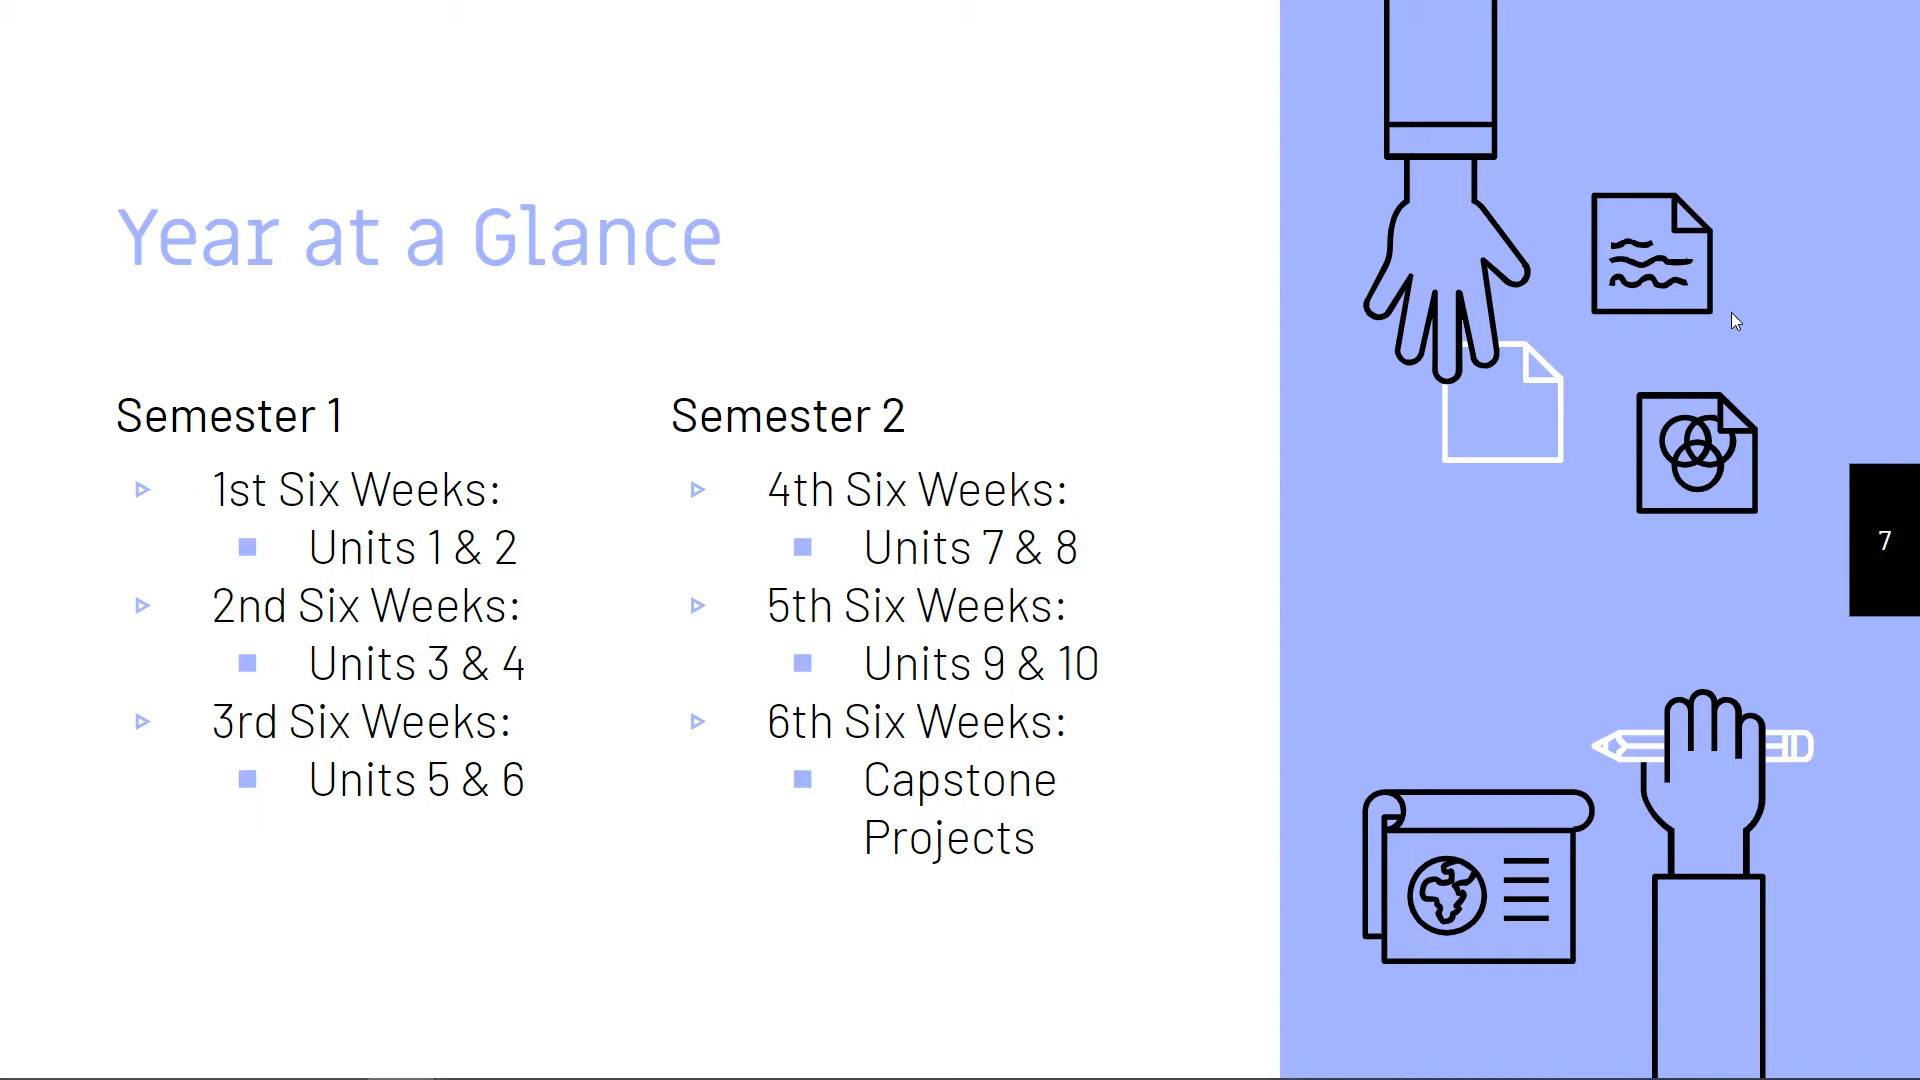 Year at a Glance
Semester 1
1st Six Weeks:
Units 1 & 2
2nd Six Weeks:
Units 3 & 4
3rd Six Weeks:
Units 5 & 6
Semester 2
4th Six Weeks:
Units 7 & 8
5th Six Weeks:
Units 9 & 10
6th Six Weeks:
Capstone
Projects
7